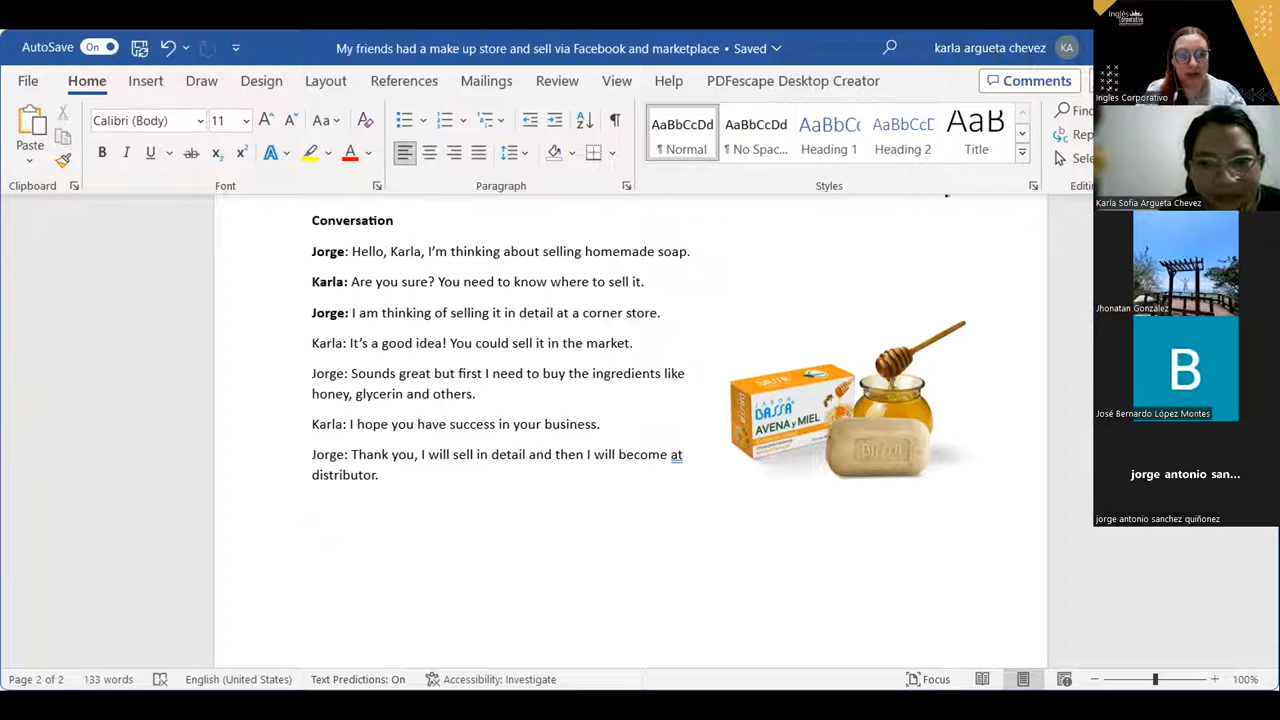 Inglés
Corporativo
AutoSave On
My friends had a make up store and sell via Facebook and marketplace • Saved
karla argueta chevez KA
File Home Insert Draw Design Layout References Mailings Review View Help PDFescape Desktop Creator Comments
Paste
Calibri (Body) 11
AaBbCcDd AaBbCcDd AaBbCc AaBbCcD AaB
¶ Normal ¶ No Spac... Heading 1 Heading 2 Title
Clipboard Font Paragraph Styles
Inglés Corporativo
Karla Sofía Argueta Chevez
Jhonatan González
B
José Bernardo López Montes
jorge antonio san...
jorge antonio sanchez quiñonez
Conversation
Jorge: Hello, Karla, I'm thinking about selling homemade soap.
Karla: Are you sure? You need to know where to sell it.
Jorge: I am thinking of selling it in detail at a corner store.
Karla: It's a good idea! You could sell it in the market.
Jorge: Sounds great but first I need to buy the ingredients like
honey, glycerin and others.
Karla: I hope you have success in your business.
Jorge: Thank you, I will sell in detail and then I will become at
distributor.
JABÓN
BASSA
AVENA y MIEL
Page 2 of 2 133 words English (United States) Text Predictions: On Accessibility: Investigate Focus 100%